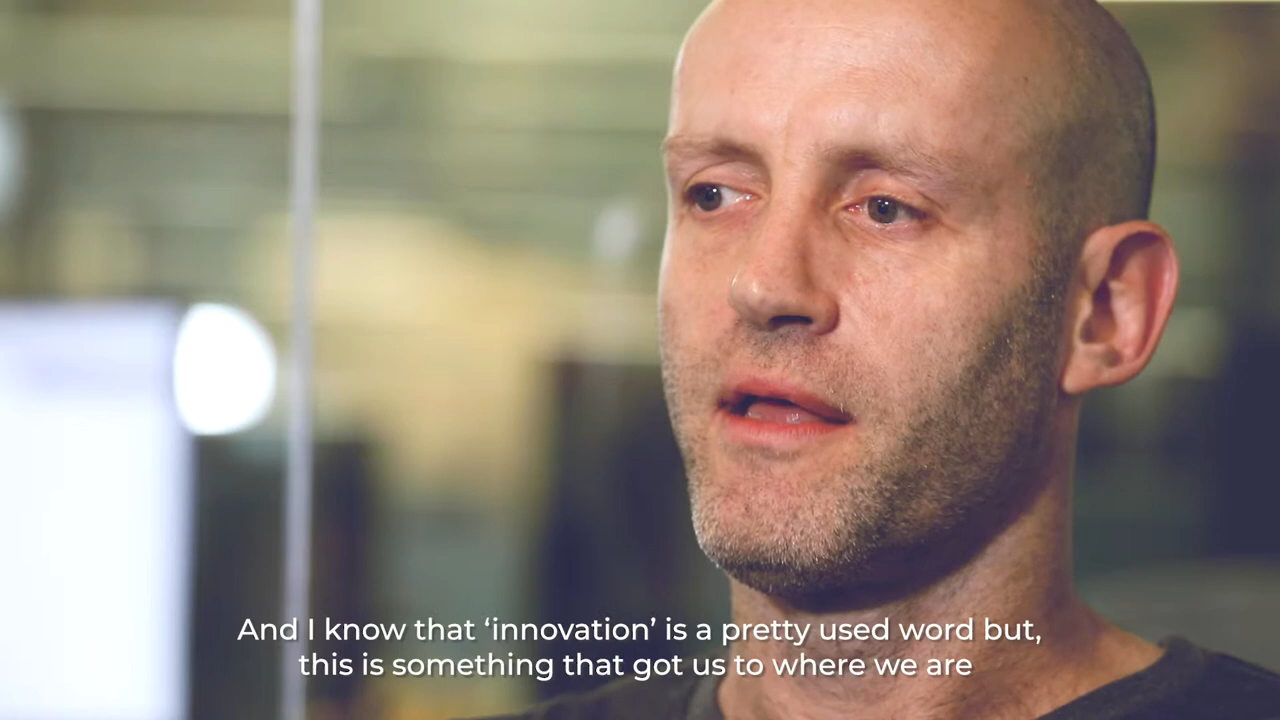 And I know that ‘innovation’ is a pretty used word but,
this is something that got us to where we are